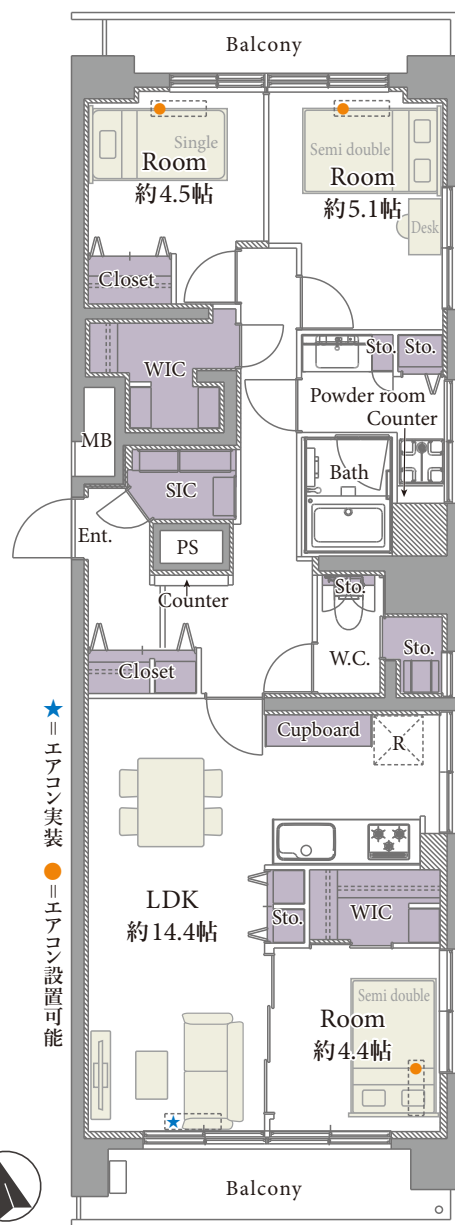 Balcony
Single
Room
約4.5帖
Semi double
Room
約5.1帖
Desk
Closet
WIC
Sto.
Sto.
Powder room
Counter
MB
Bath
SIC
Ent.
PS
Counter
Sto.
W.C.
Sto.
Closet
Cupboard
R
★=エアコン実装 ●=エアコン設置可能
LDK
約14.4帖
Sto.
WIC
Semi double
Room
約4.4帖
Balcony